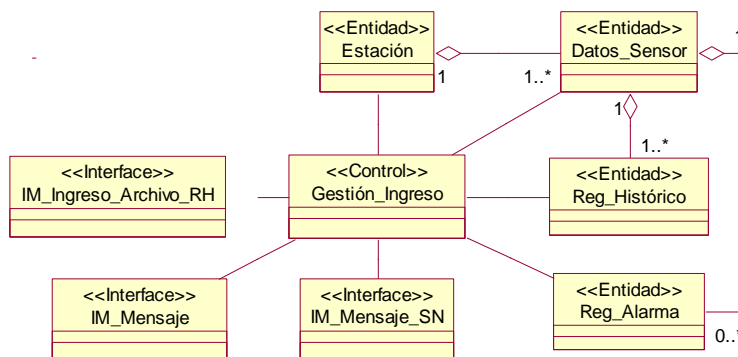 <<Entidad>>
Estación
<<Entidad>>
Datos_Sensor
1
1..*
1
1..*
<<Interface>>
IM_Ingreso_Archivo_RH
<<Control>>
Gestión_Ingreso
<<Entidad>>
Reg_Histórico
<<Interface>>
IM_Mensaje
<<Interface>>
IM_Mensaje_SN
<<Entidad>>
Reg_Alarma
0..*